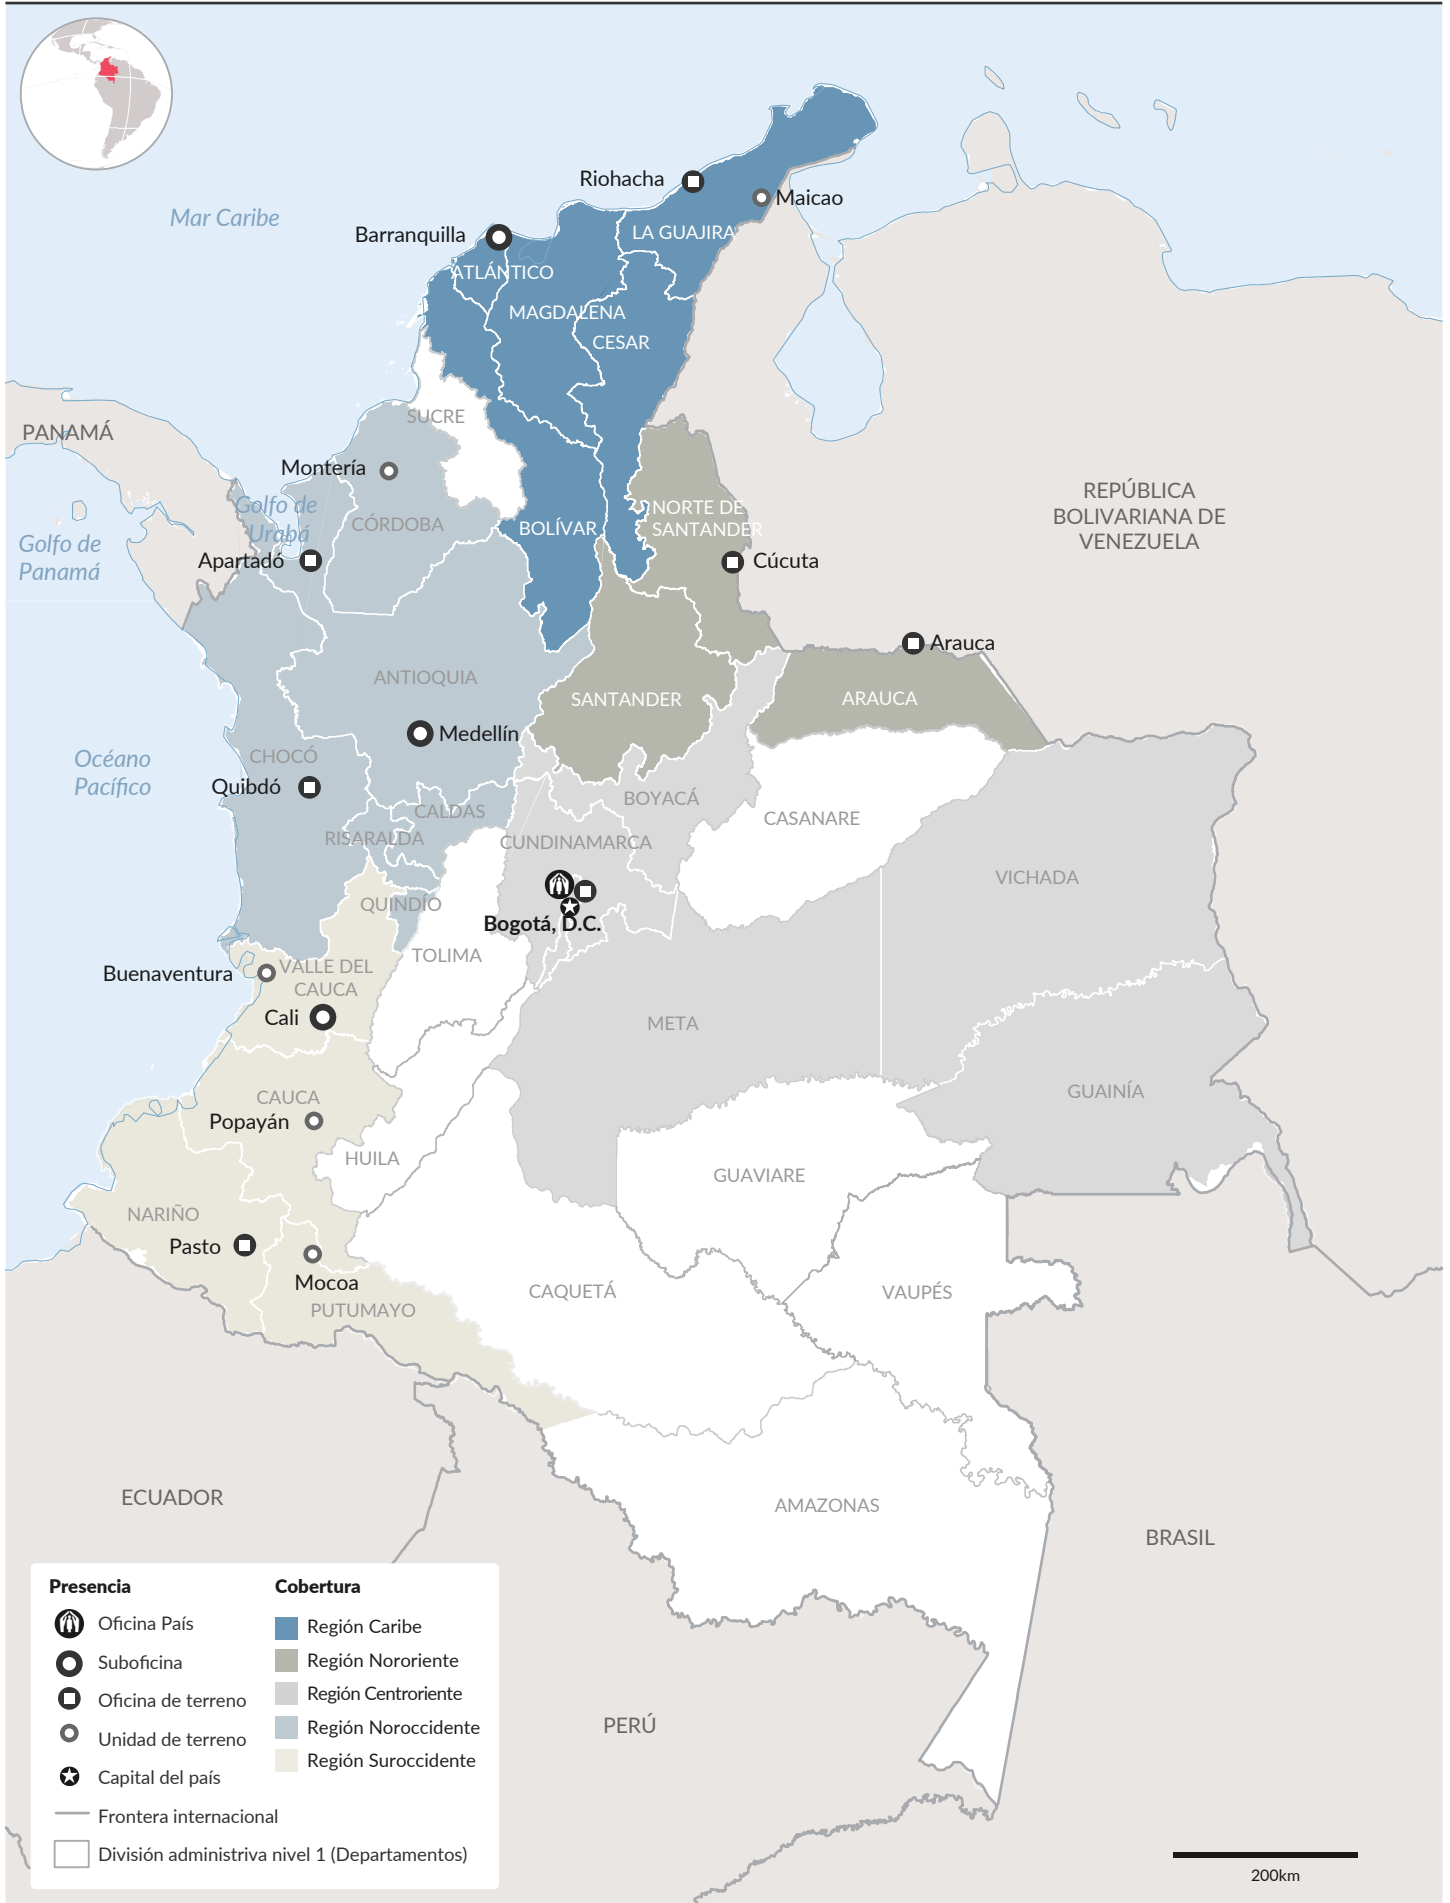 Riohacha
Maicao
Mar Caribe
Barranquilla
LA GUAJIRA
ATLÁNTICO
MAGDALENA
CESAR
SUCRE
PANAMÁ
Montería
REPÚBLICA
BOLIVARIANA DE
VENEZUELA
Golfo de
Urabá
NORTE DE
SANTANDER
CÓRDOBA
BOLÍVAR
Golfo de
Panamá
Apartadó
Cúcuta
Arauca
ANTIOQUIA
SANTANDER
ARAUCA
Medellín
CHOCÓ
Océano
Pacífico
Quibdó
BOYACÁ
CALDAS
CASANARE
RISARALDA
CUNDINAMARCA
VICHADA
QUINDÍO
Bogotá, D.C.
TOLIMA
Buenaventura
VALLE DEL
CAUCA
Cali
META
CAUCA
GUAINÍA
Popayán
HUILA
GUAVIARE
NARIÑO
Pasto
Mocoa
CAQUETÁ
VAUPÉS
PUTUMAYO
ECUADOR
AMAZONAS
BRASIL
PERÚ
Presencia
Oficina País
Suboficina
Oficina de terreno
Unidad de terreno
Capital del país
Frontera internacional
División administriva nivel 1 (Departamentos)
Cobertura
Región Caribe
Región Nororiente
Región Centroriente
Región Noroccidente
Región Suroccidente
200km